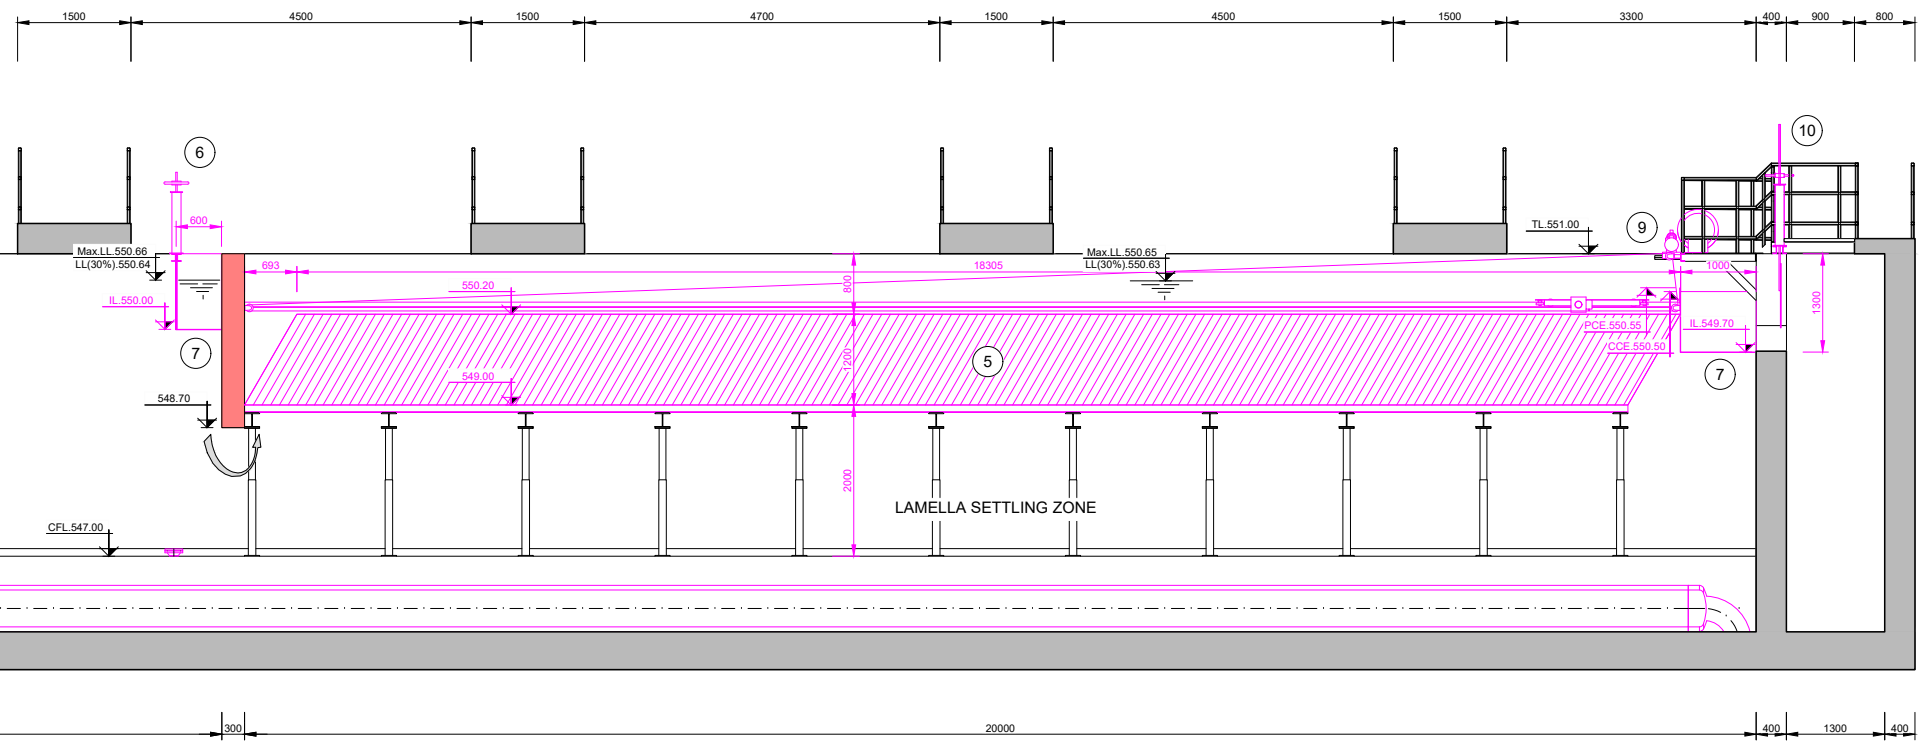 1500 4500 1500 4700 1500 4500 1500 3300 400 900 800
10
6
600
9
TL.551.00
Max.LL.550.66
LL(30%).550.64
Max.LL.550.65
LL(30%).550.63
693
18305
1000
800
550.20
IL.550.00
1300
PCE.550.55
IL.549.70
CCE.550.50
7
5
1200
7
549.00
548.70
2000
LAMELLA SETTLING ZONE
CFL.547.00
300 20000 400 1300 400